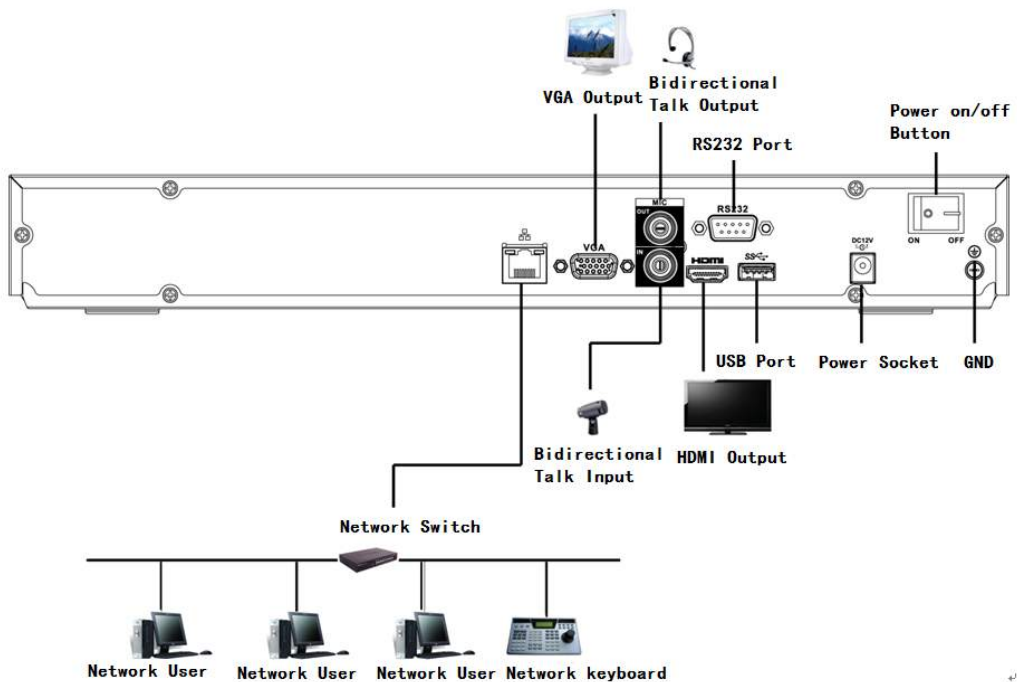 VGA Output
Bidirectional
Talk Output
RS232 Port
Power on/off
Button
MIC
OUT
RS232
VGA
IN
HDMI
SS
DC12V
ON OFF
USB Port
Power Socket
GND
Bidirectional
Talk Input
HDMI Output
Network Switch
Network User
Network User
Network User
Network keyboard